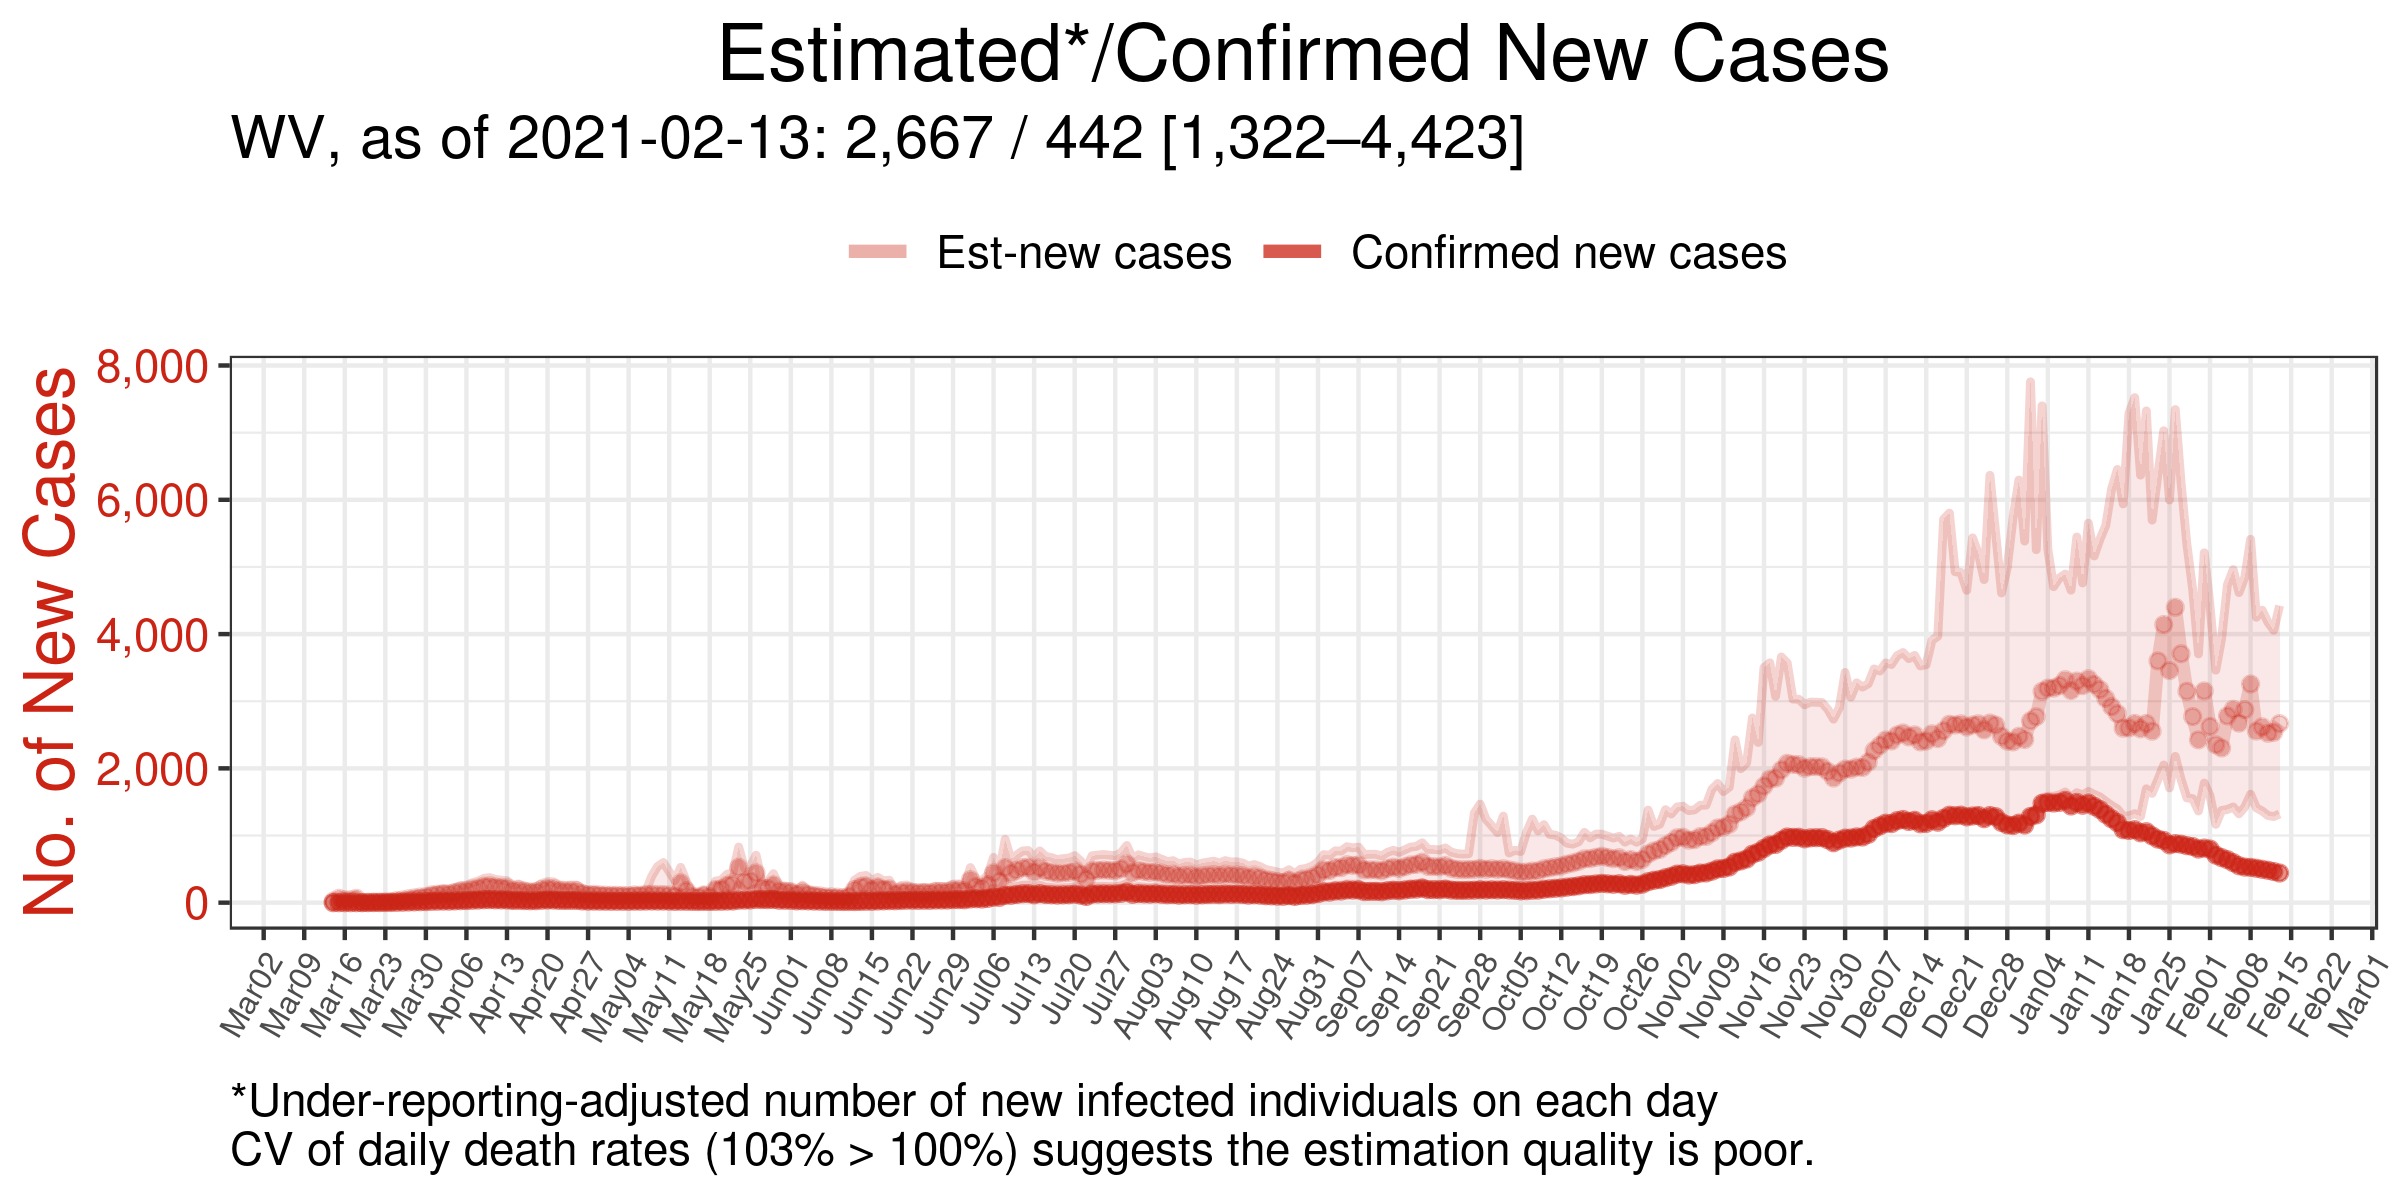 Estimated*/Confirmed New Cases
WV, as of 2021-02-13: 2,667 / 442 [1,322–4,423]
Est-new cases Confirmed new cases
No. of New Cases
8,000
6,000
4,000
2,000
0
Mar02 Mar09 Mar16 Mar23 Mar30 Apr06 Apr13 Apr20 Apr27 May04 May11 May18 May25 Jun01 Jun08 Jun15 Jun22 Jun29 Jul06 Jul13 Jul20 Jul27 Aug03 Aug10 Aug17 Aug24 Aug31 Sep07 Sep14 Sep21 Sep28 Oct05 Oct12 Oct19 Oct26 Nov02 Nov09 Nov16 Nov23 Nov30 Dec07 Dec14 Dec21 Dec28 Jan04 Jan11 Jan18 Jan25 Feb01 Feb08 Feb15 Feb22 Mar01
*Under-reporting-adjusted number of new infected individuals on each day
CV of daily death rates (103% > 100%) suggests the estimation quality is poor.